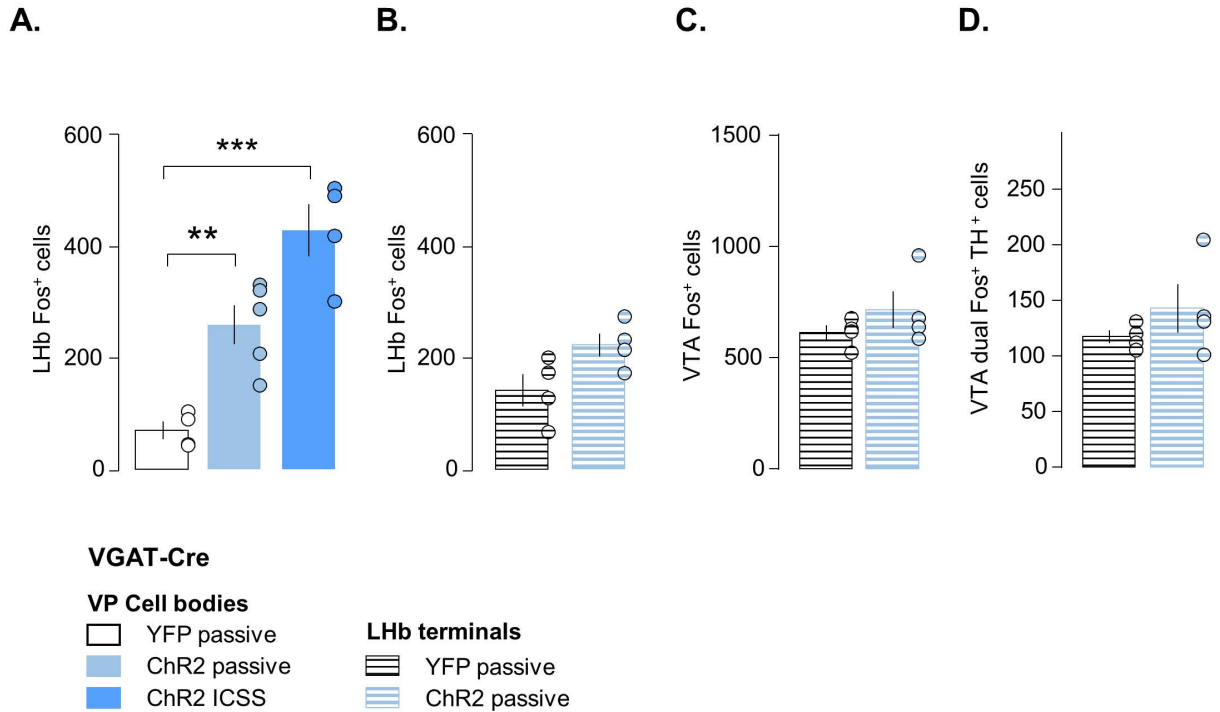 A.
B.
C.
D.
LHb Fos⁺ cells
600
400
200
0
***
**
LHb Fos⁺ cells
600
400
200
0
VTA Fos⁺ cells
1500
1000
500
0
VTA dual Fos⁺ TH⁺ cells
250
200
150
100
50
0
VGAT-Cre
VP Cell bodies
YFP passive
ChR2 passive
ChR2 ICSS
LHb terminals
YFP passive
ChR2 passive